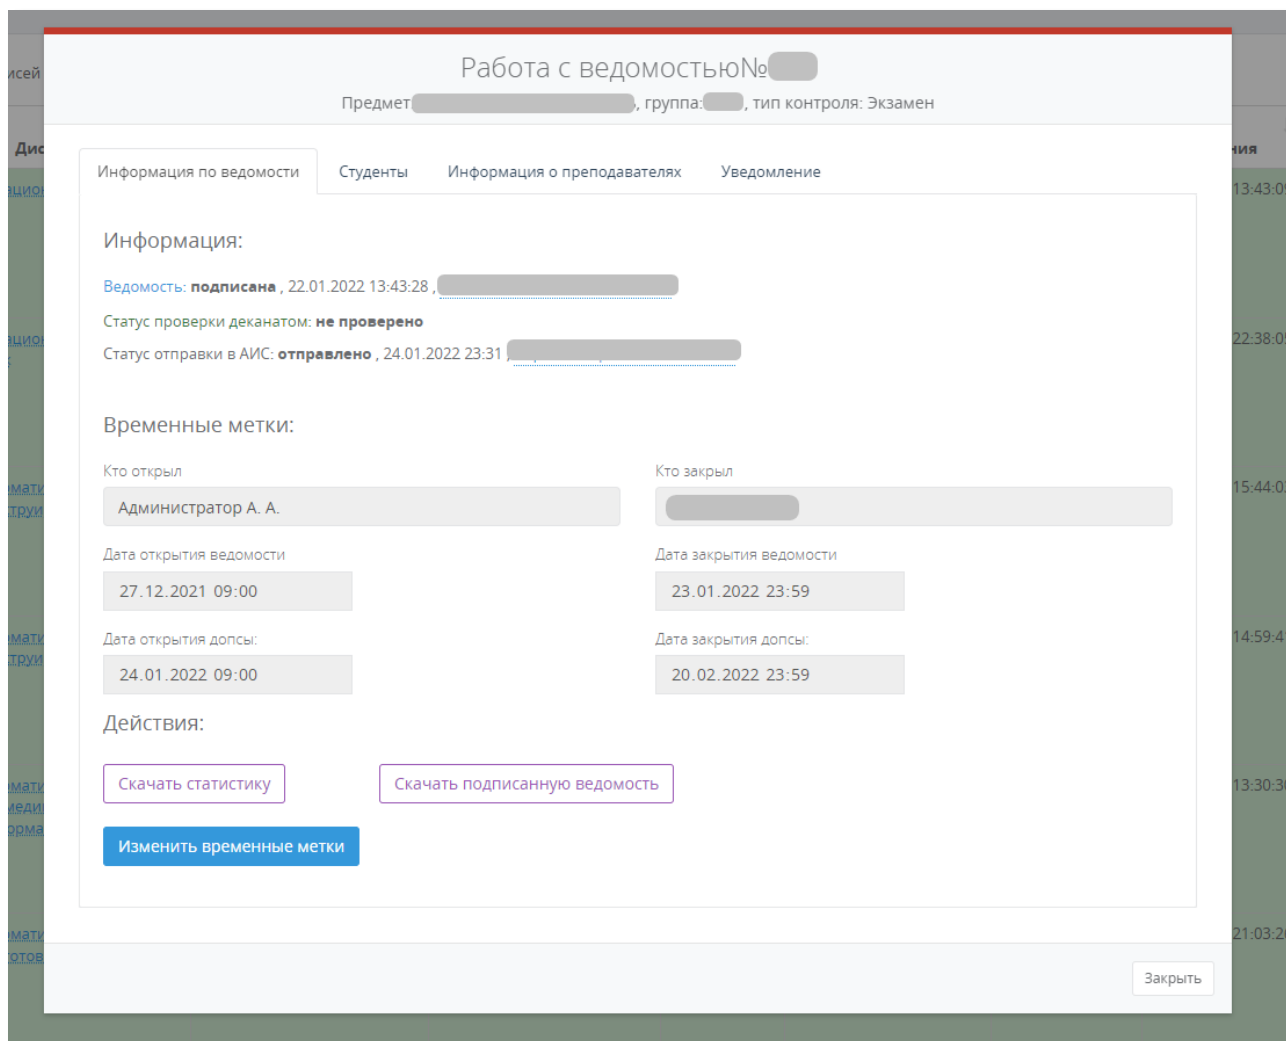 Работа с ведомостью№
Предмет , группа: , тип контроля: Экзамен
Информация по ведомости Студенты Информация о преподавателях Уведомление
Информация:
Ведомость: подписана , 22.01.2022 13:43:28 ,
Статус проверки деканатом: не проверено
Статус отправки в АИС: отправлено , 24.01.2022 23:31 ,
Временные метки:
Кто открыл Кто закрыл
Администратор А. А.
Дата открытия ведомости Дата закрытия ведомости
27.12.2021 09:00 23.01.2022 23:59
Дата открытия допсы: Дата закрытия допсы:
24.01.2022 09:00 20.02.2022 23:59
Действия:
Скачать статистику Скачать подписанную ведомость
Изменить временные метки
Закрыть